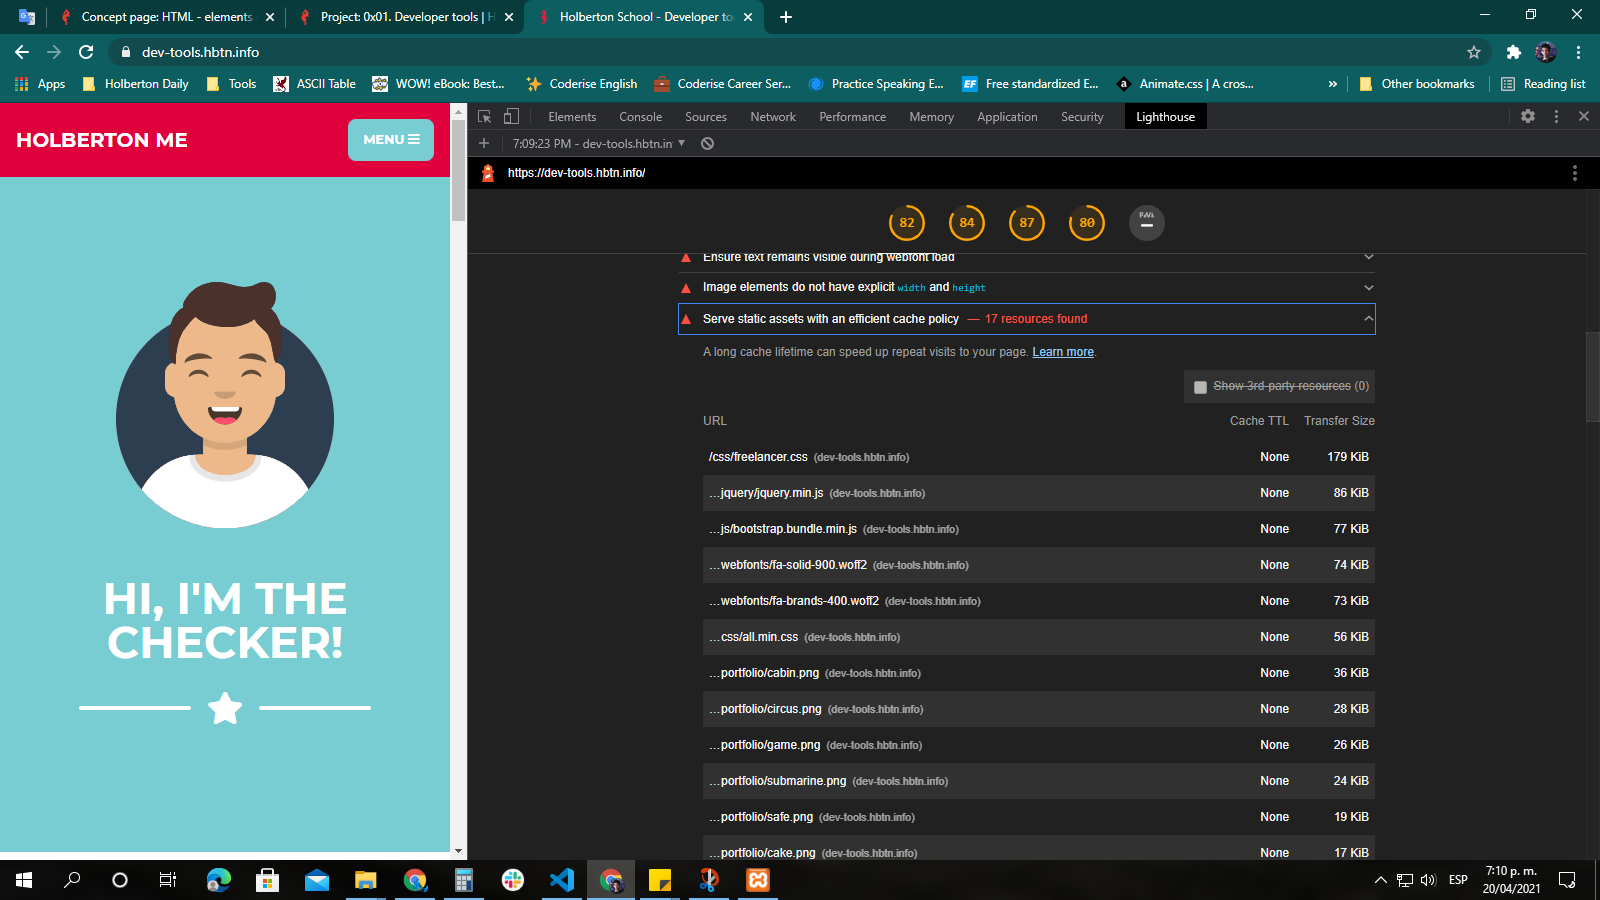 Concept page: HTML - elements
Project: 0x01. Developer tools | H
Holberton School - Developer to
dev-tools.hbtn.info
Apps
Holberton Daily
Tools
ASCII Table
WOW! eBook: Best...
Coderise English
Coderise Career Ser...
Practice Speaking E...
EF
Free standardized E...
a
Animate.css | A cros...
»
Other bookmarks
Reading list
HOLBERTON ME
MENU
Elements
Console
Sources
Network
Performance
Memory
Application
Security
Lighthouse
7:09:23 PM - dev-tools.hbtn.in
https://dev-tools.hbtn.info/
82
84
87
80
PWA
Ensure text remains visible during webfont load
Image elements do not have explicit width and height
Serve static assets with an efficient cache policy — 17 resources found
A long cache lifetime can speed up repeat visits to your page. Learn more.
Show 3rd-party resources (0)
URL Cache TTL Transfer Size
/css/freelancer.css (dev-tools.hbtn.info) None 179 KiB
…jquery/jquery.min.js (dev-tools.hbtn.info) None 86 KiB
…js/bootstrap.bundle.min.js (dev-tools.hbtn.info) None 77 KiB
…webfonts/fa-solid-900.woff2 (dev-tools.hbtn.info) None 74 KiB
…webfonts/fa-brands-400.woff2 (dev-tools.hbtn.info) None 73 KiB
…css/all.min.css (dev-tools.hbtn.info) None 56 KiB
…portfolio/cabin.png (dev-tools.hbtn.info) None 36 KiB
…portfolio/circus.png (dev-tools.hbtn.info) None 28 KiB
…portfolio/game.png (dev-tools.hbtn.info) None 26 KiB
…portfolio/submarine.png (dev-tools.hbtn.info) None 24 KiB
…portfolio/safe.png (dev-tools.hbtn.info) None 19 KiB
…portfolio/cake.png (dev-tools.hbtn.info) None 17 KiB
HI, I'M THE
CHECKER!
ESP
7:10 p. m.
20/04/2021